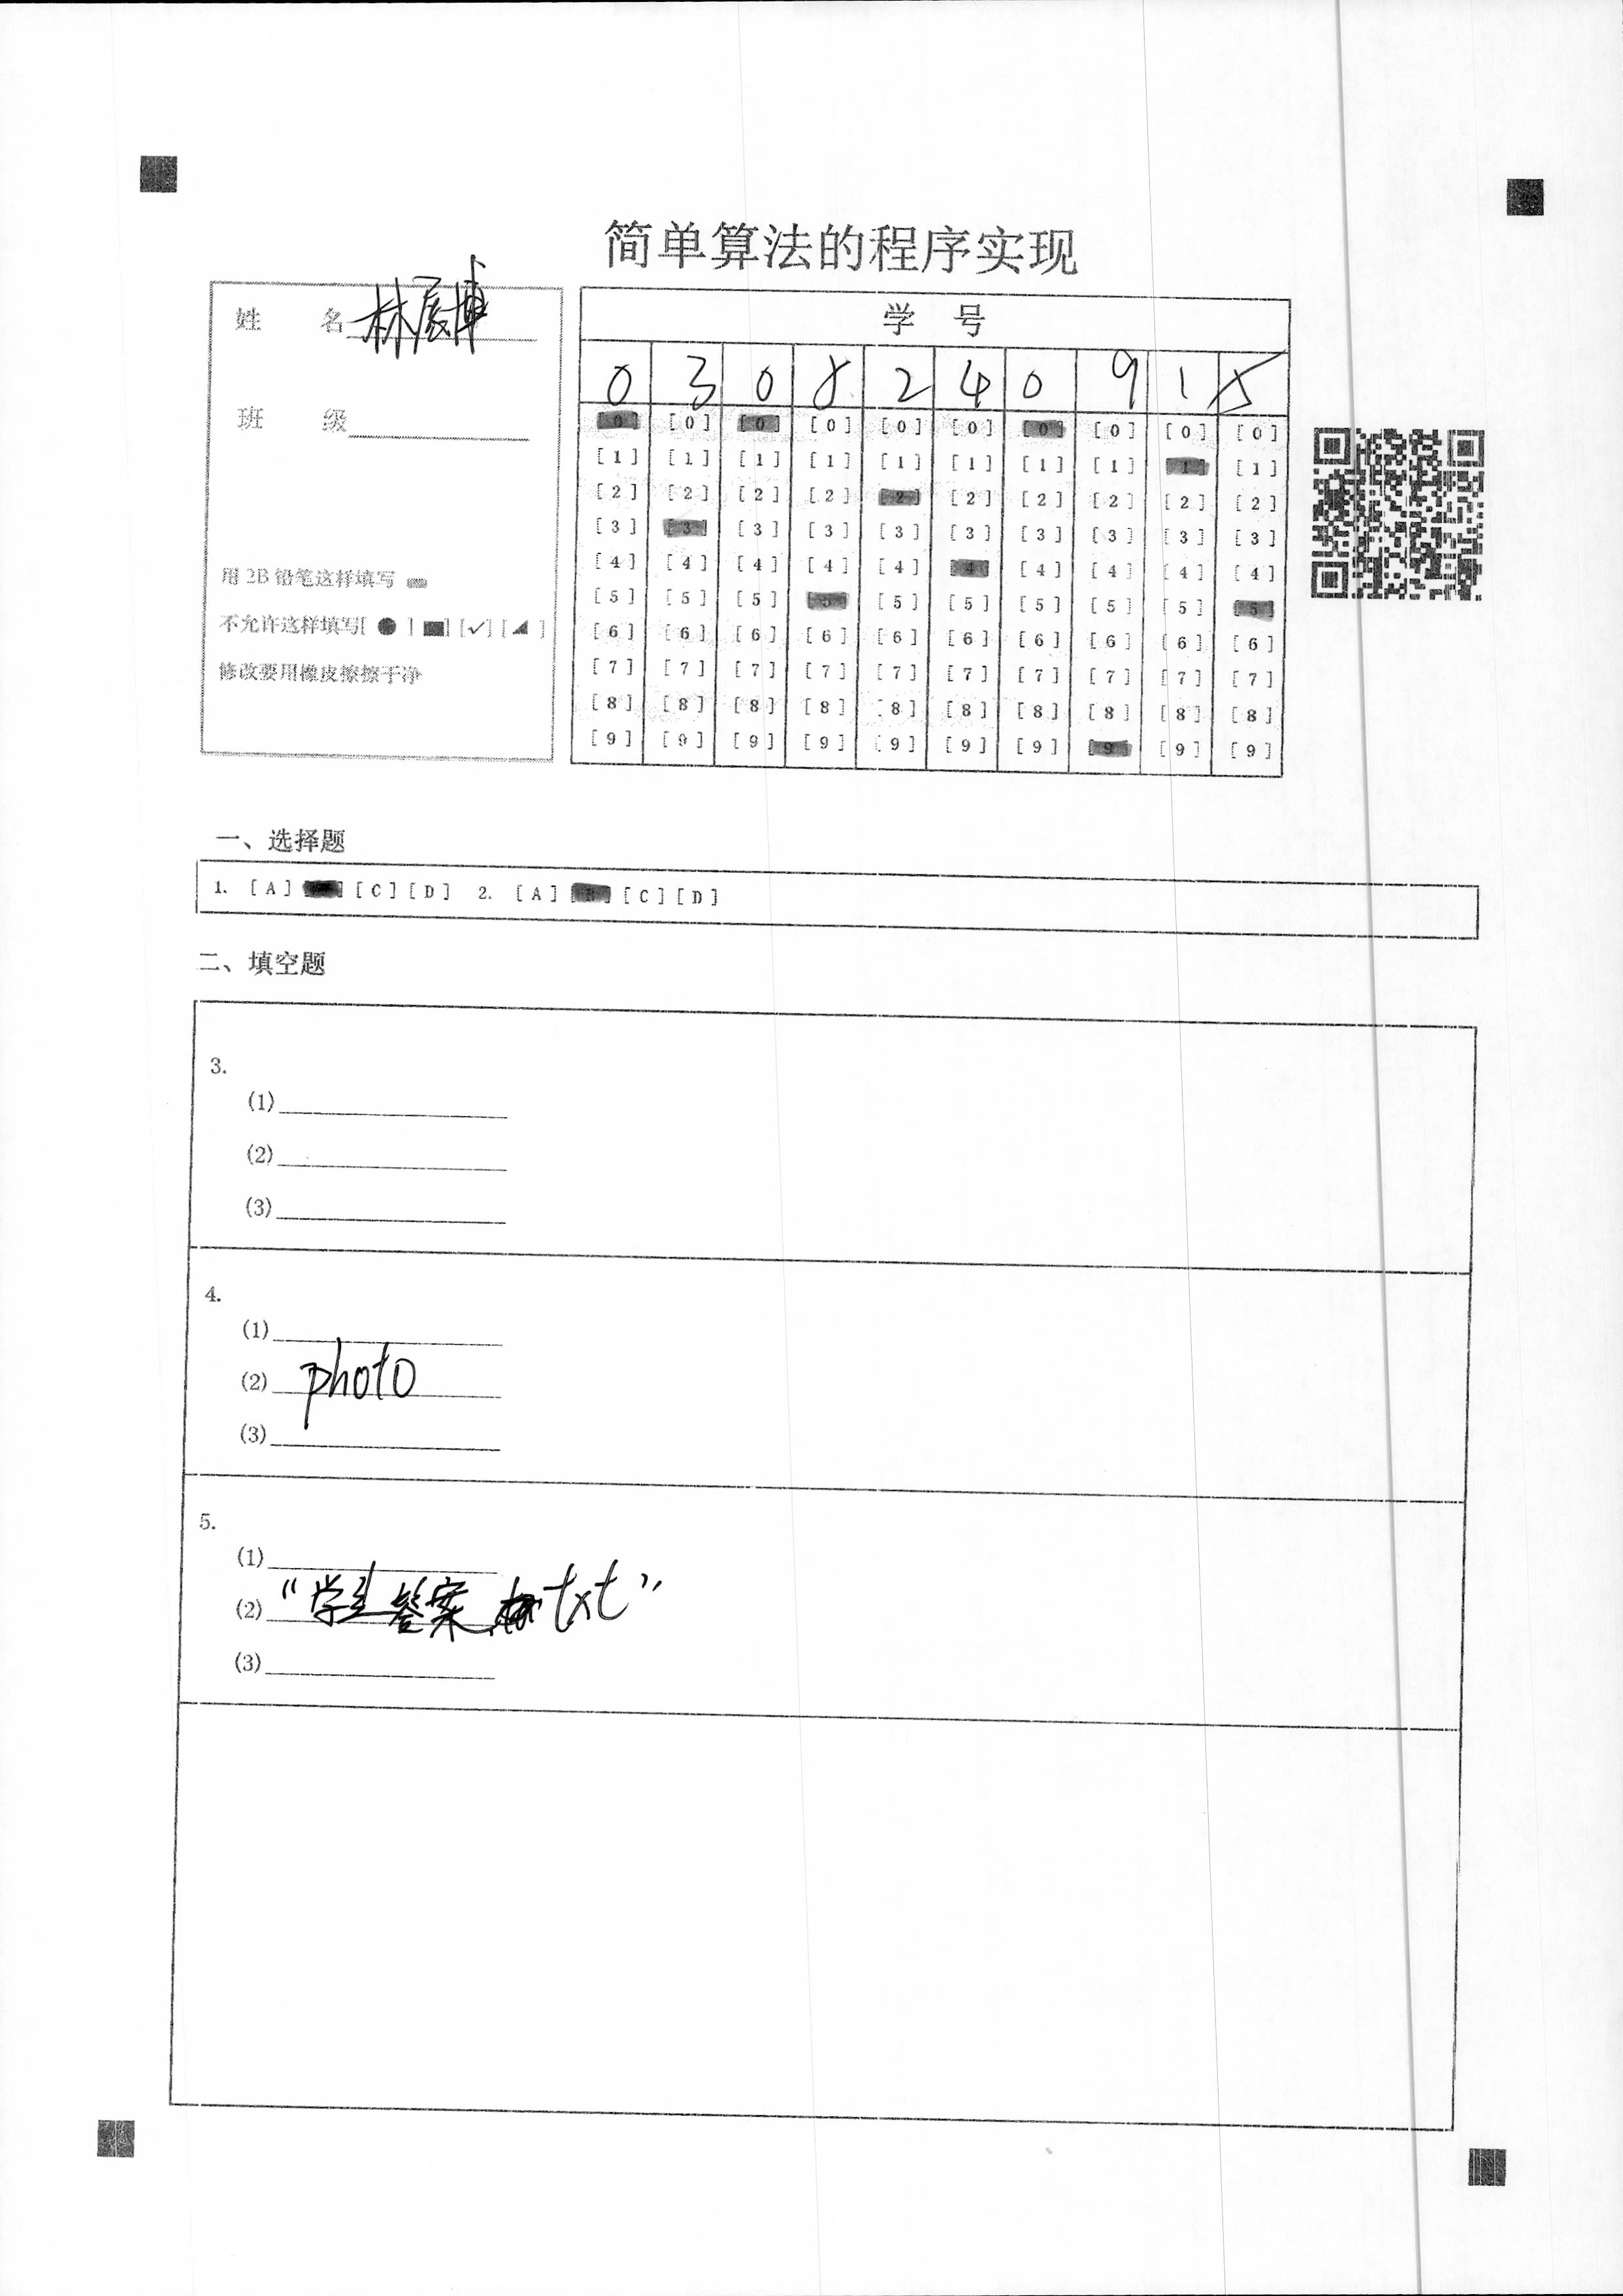 简单算法的程序实现
姓 名 林宸博
班 级
用 2B 铅笔这样填写
不允许这样填写[ ● ] [■] [✓] [◢ ]
修改要用橡皮擦擦干净
学 号
0 3 0 8 2 4 0 9 1 5
[0] [0] [0] [0] [0] [0] [0] [0] [0] [0]
[1] [1] [1] [1] [1] [1] [1] [1] [1] [1]
[2] [2] [2] [2] [2] [2] [2] [2] [2] [2]
[3] [3] [3] [3] [3] [3] [3] [3] [3] [3]
[4] [4] [4] [4] [4] [4] [4] [4] [4] [4]
[5] [5] [5] [5] [5] [5] [5] [5] [5] [5]
[6] [6] [6] [6] [6] [6] [6] [6] [6] [6]
[7] [7] [7] [7] [7] [7] [7] [7] [7] [7]
[8] [8] [8] [8] [8] [8] [8] [8] [8] [8]
[9] [9] [9] [9] [9] [9] [9] [9] [9] [9]
一、选择题
1. [A] [B] [C] [D] 2. [A] [B] [C] [D]
二、填空题
3.
(1)
(2)
(3)
4.
(1)
(2) photo
(3)
5.
(1)
(2) “学生答案.txt”
(3)